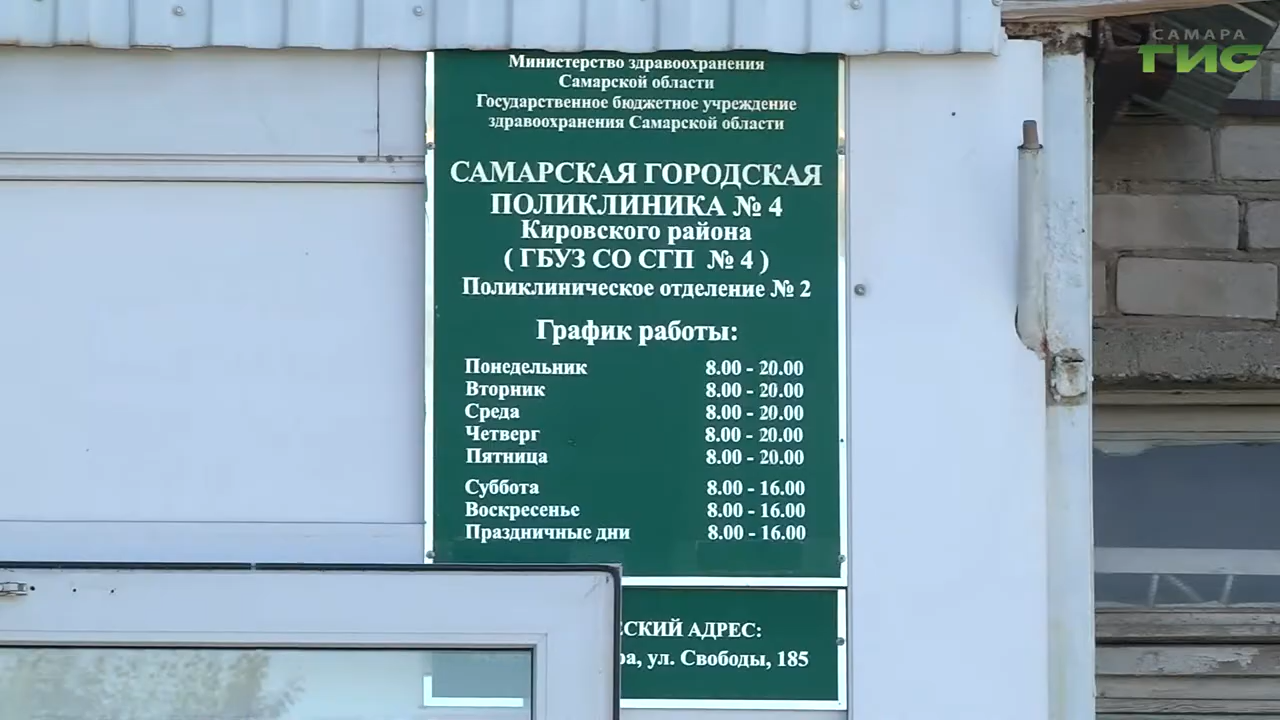 САМАРА
ГИС
Министерство здравоохранения
Самарской области
Государственное бюджетное учреждение
здравоохранения Самарской области
САМАРСКАЯ ГОРОДСКАЯ
ПОЛИКЛИНИКА № 4
Кировского района
( ГБУЗ СО СГП № 4 )
Поликлиническое отделение № 2
График работы:
Понедельник 8.00 - 20.00
Вторник 8.00 - 20.00
Среда 8.00 - 20.00
Четверг 8.00 - 20.00
Пятница 8.00 - 20.00
Суббота 8.00 - 16.00
Воскресенье 8.00 - 16.00
Праздничные дни 8.00 - 16.00
АДРЕС:
ул. Свободы, 185